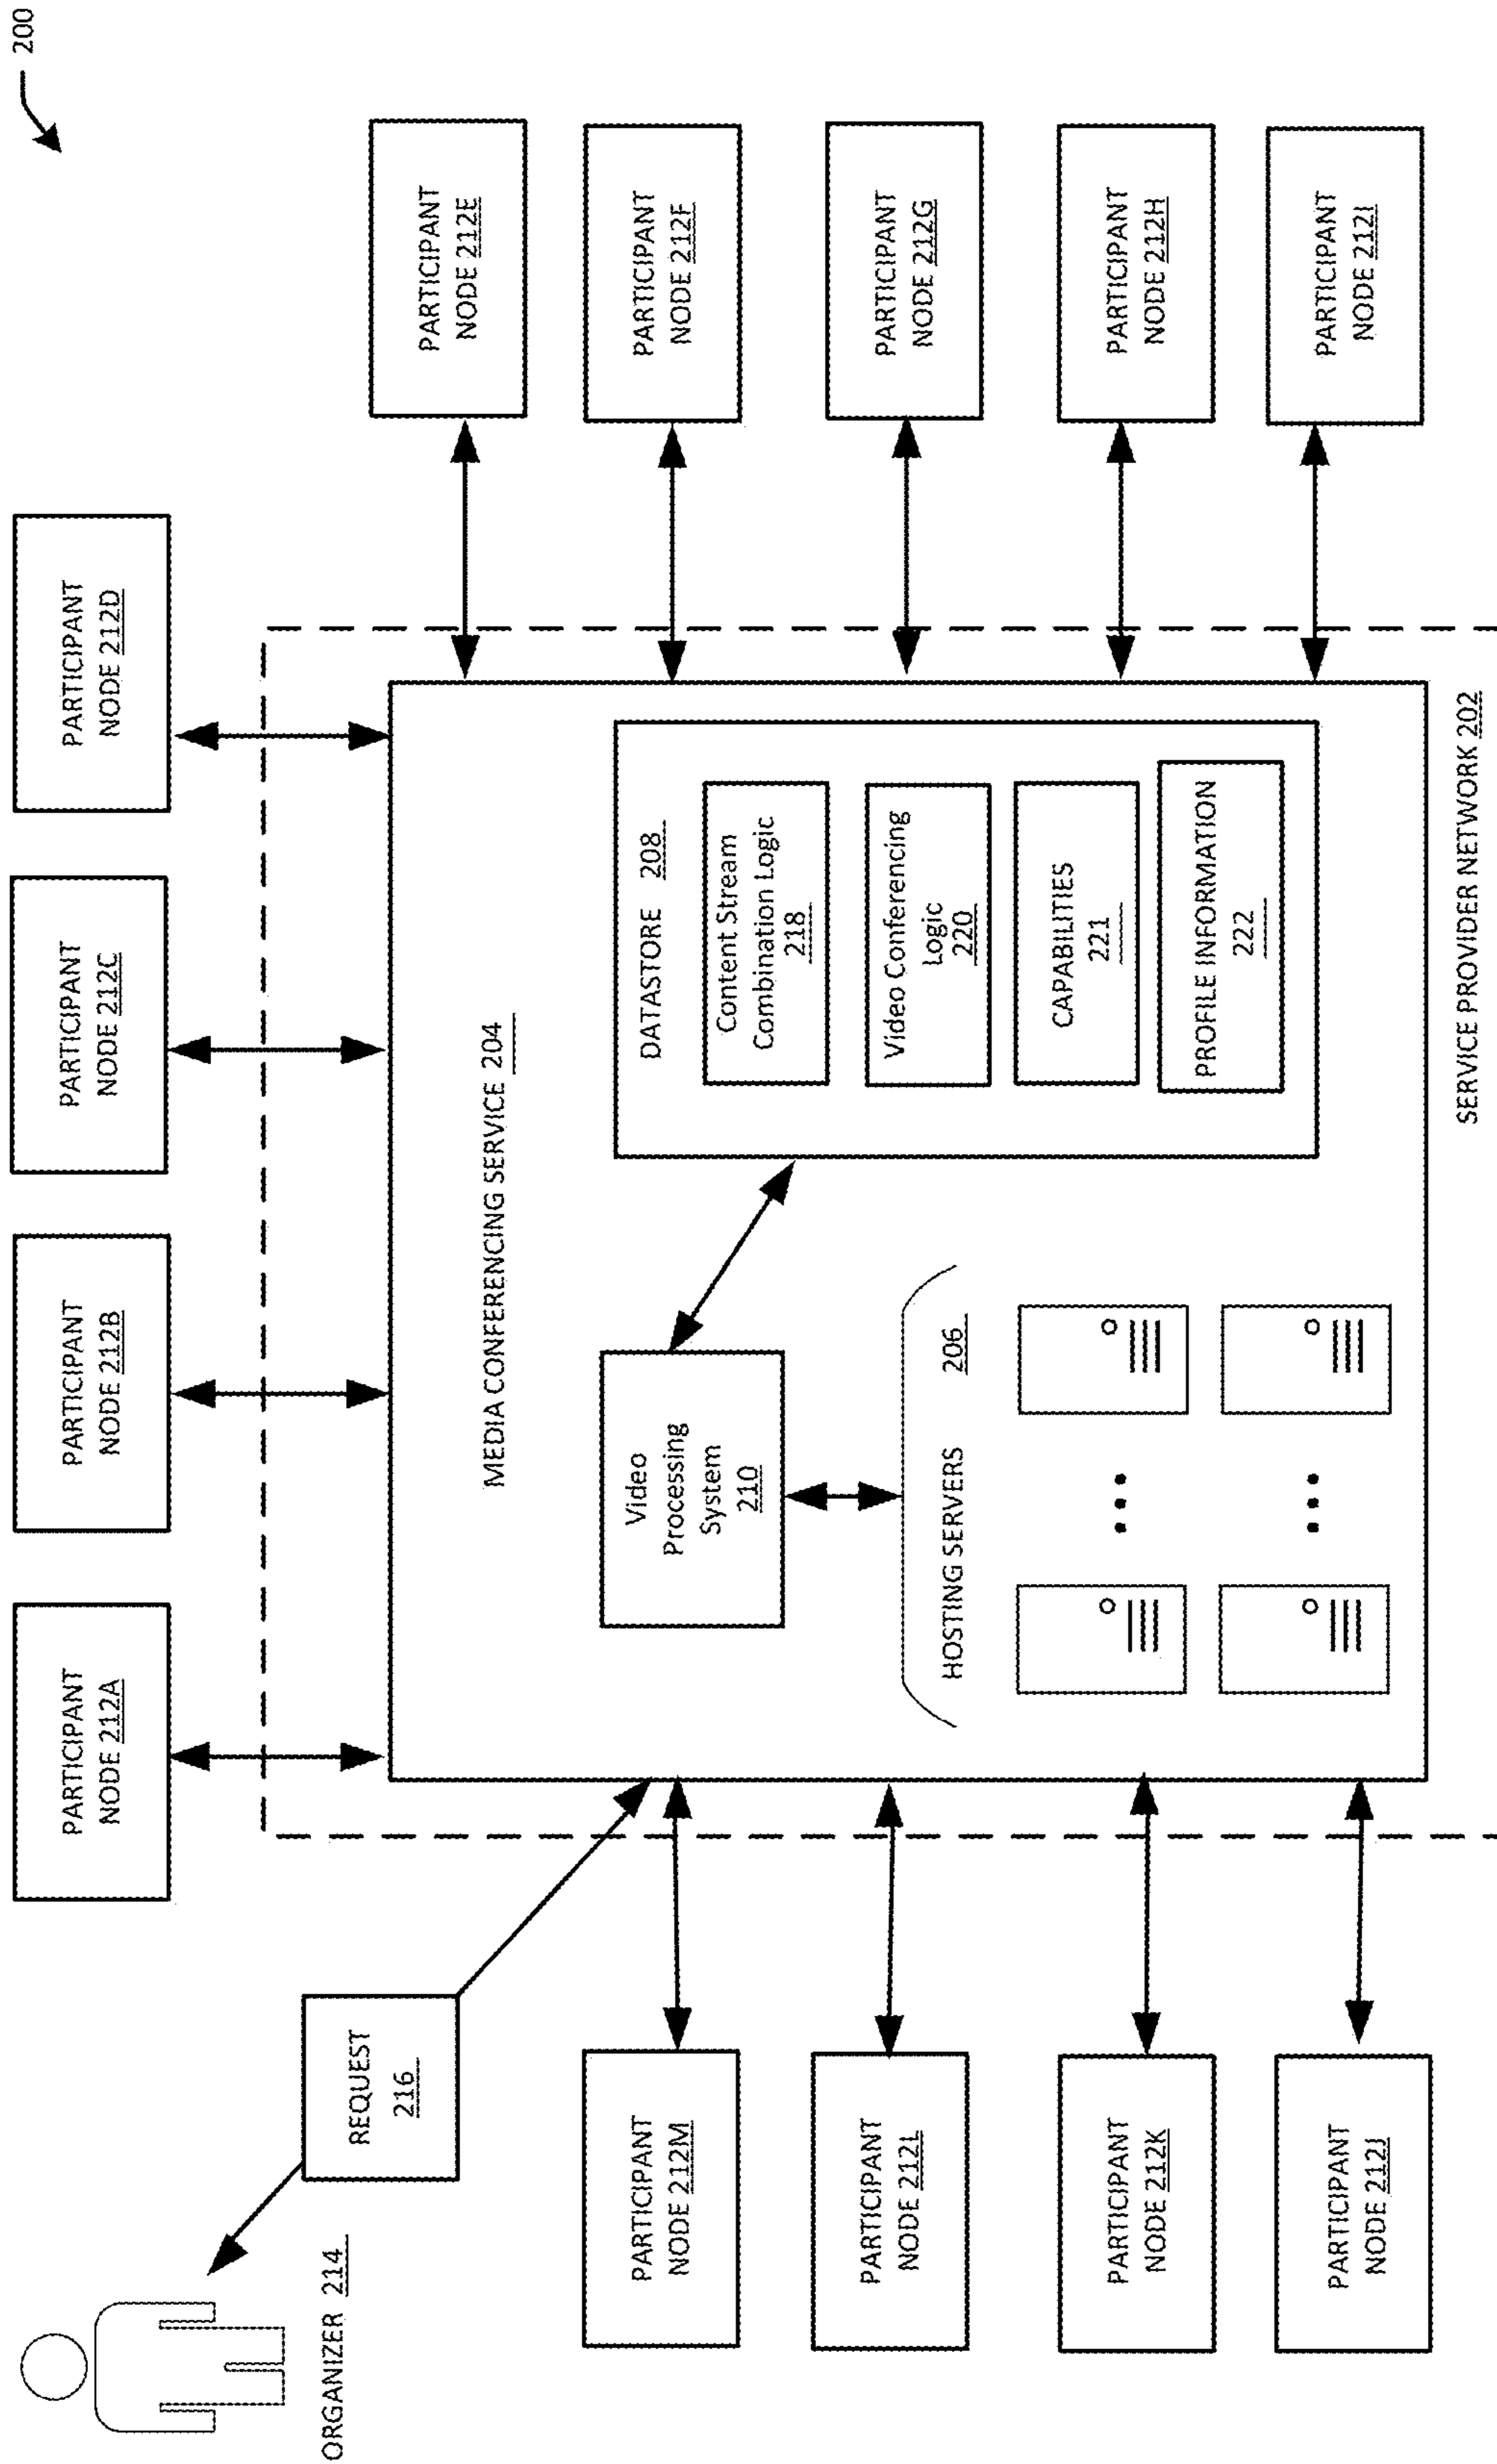 200
ORGANIZER 214
REQUEST
216
PARTICIPANT
NODE 212A
PARTICIPANT
NODE 212B
PARTICIPANT
NODE 212C
PARTICIPANT
NODE 212D
PARTICIPANT
NODE 212M
PARTICIPANT
NODE 212L
PARTICIPANT
NODE 212K
PARTICIPANT
NODE 212J
MEDIA CONFERENCING SERVICE 204
Video
Processing
System
210
HOSTING SERVERS 206
DATASTORE 208
Content Stream
Combination Logic
218
Video Conferencing
Logic
220
CAPABILITIES
221
PROFILE INFORMATION
222
PARTICIPANT
NODE 212E
PARTICIPANT
NODE 212F
PARTICIPANT
NODE 212G
PARTICIPANT
NODE 212H
PARTICIPANT
NODE 212I
SERVICE PROVIDER NETWORK 202